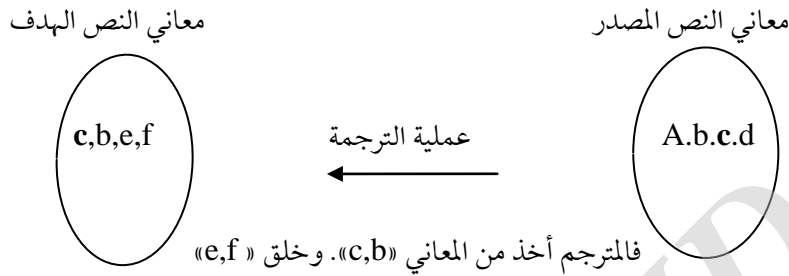 معاني النص المصدر
معاني النص الهدف
A.b.c.d
عملية الترجمة
c,b,e,f
فالمترجم أخذ من المعاني «c,b». وخلق « e,f»